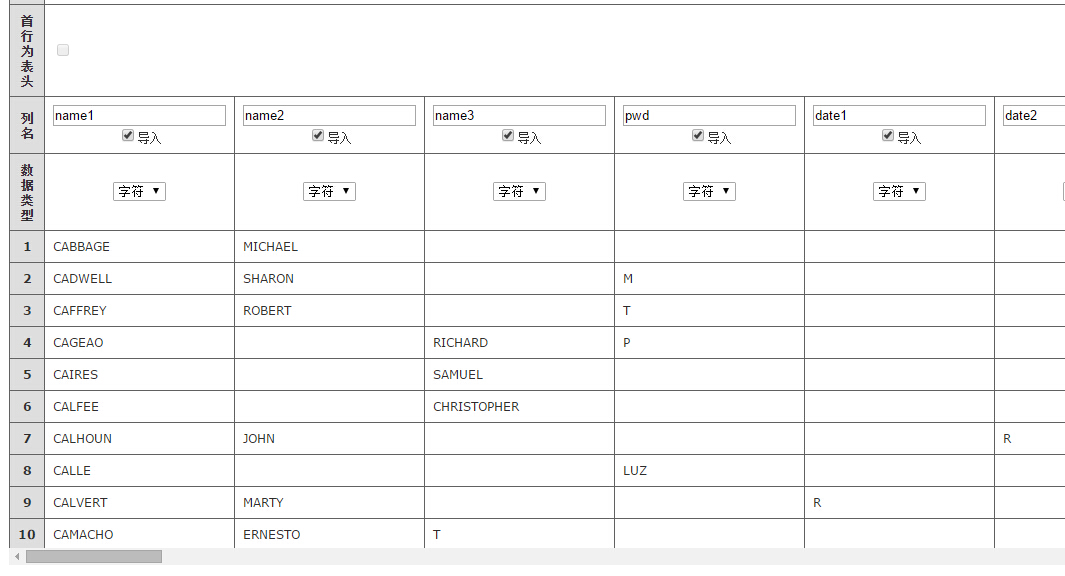 首行为表头
列名 name1 name2 name3 pwd date1 date2
导入 导入 导入 导入 导入
数据类型 字符 字符 字符 字符 字符
1 CABBAGE MICHAEL
2 CADWELL SHARON M
3 CAFFREY ROBERT T
4 CAGEAO RICHARD P
5 CAIRES SAMUEL
6 CALFEE CHRISTOPHER
7 CALHOUN JOHN R
8 CALLE LUZ
9 CALVERT MARTY R
10 CAMACHO ERNESTO T